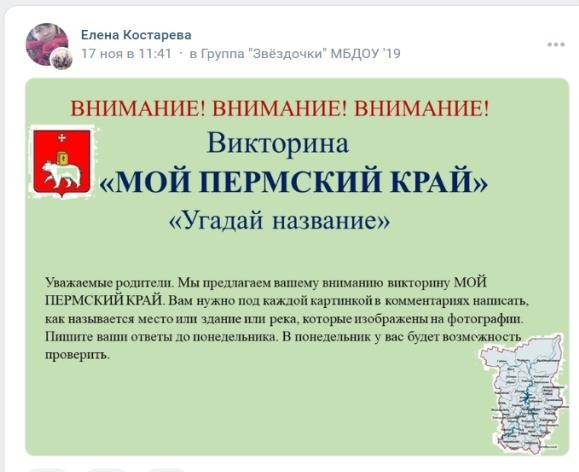 Елена Костарева
17 ноя в 11:41 · в Группа "Звёздочки" МБДОУ '19
ВНИМАНИЕ! ВНИМАНИЕ! ВНИМАНИЕ!
Викторина
«МОЙ ПЕРМСКИЙ КРАЙ»
«Угадай название»
Уважаемые родители. Мы предлагаем вашему вниманию викторину МОЙ
ПЕРМСКИЙ КРАЙ. Вам нужно под каждой картинкой в комментариях написать,
как называется место или здание или река, которые изображены на фотографии.
Пишите ваши ответы до понедельника. В понедельник у вас будет возможность
проверить.